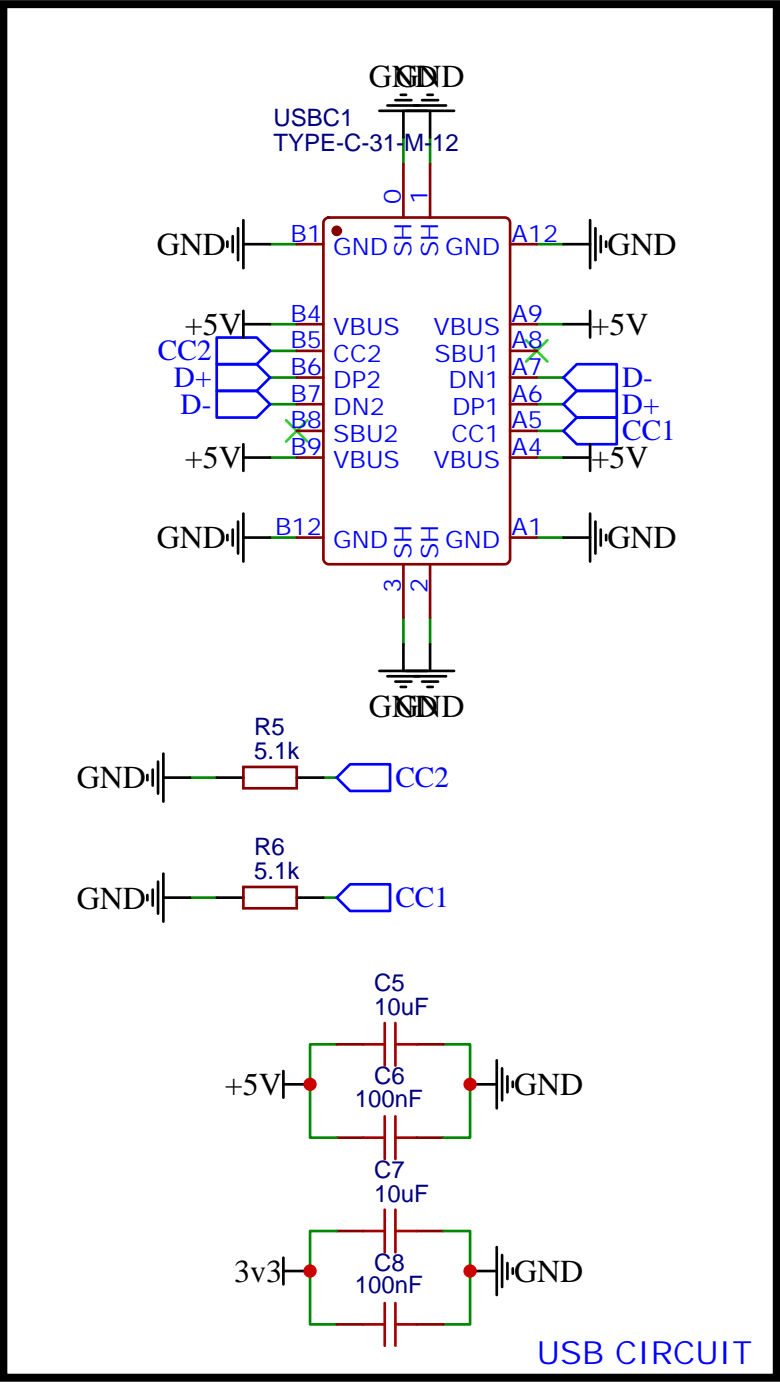 GND GND
USBC1
TYPE-C-31-M-12
0 1
GND B1 GND SH SH GND A12 GND
+5V B4 VBUS VBUS A9 +5V
CC2 B5 CC2 SBU1 A8
D+ B6 DP2 DN1 A7 D-
D- B7 DN2 DP1 A6 D+
B8 SBU2 CC1 A5 CC1
+5V B9 VBUS VBUS A4 +5V
GND B12 GND SH SH GND A1 GND
3 2
GND GND
R5
5.1k
GND CC2
R6
5.1k
GND CC1
C5
10uF
+5V GND
C6
100nF
C7
10uF
3v3 GND
C8
100nF
USB CIRCUIT